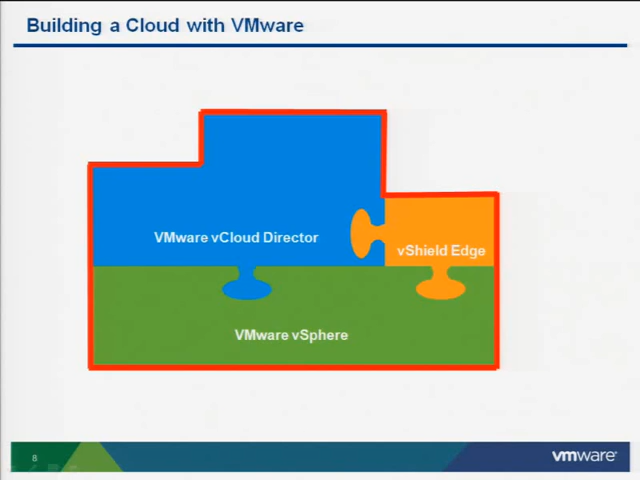 Building a Cloud with VMware
VMware vCloud Director
vShield Edge
VMware vSphere
8
vmware